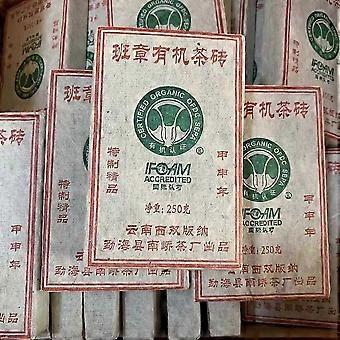 班章有机茶砖
CERTIFIED ORGANIC OFDC SEPA
有机认证
®
特制精品
甲申年
IFOAM
ACCREDITED
国际认可
净重:250克
云南西双版纳
勐海县南峤茶厂出品